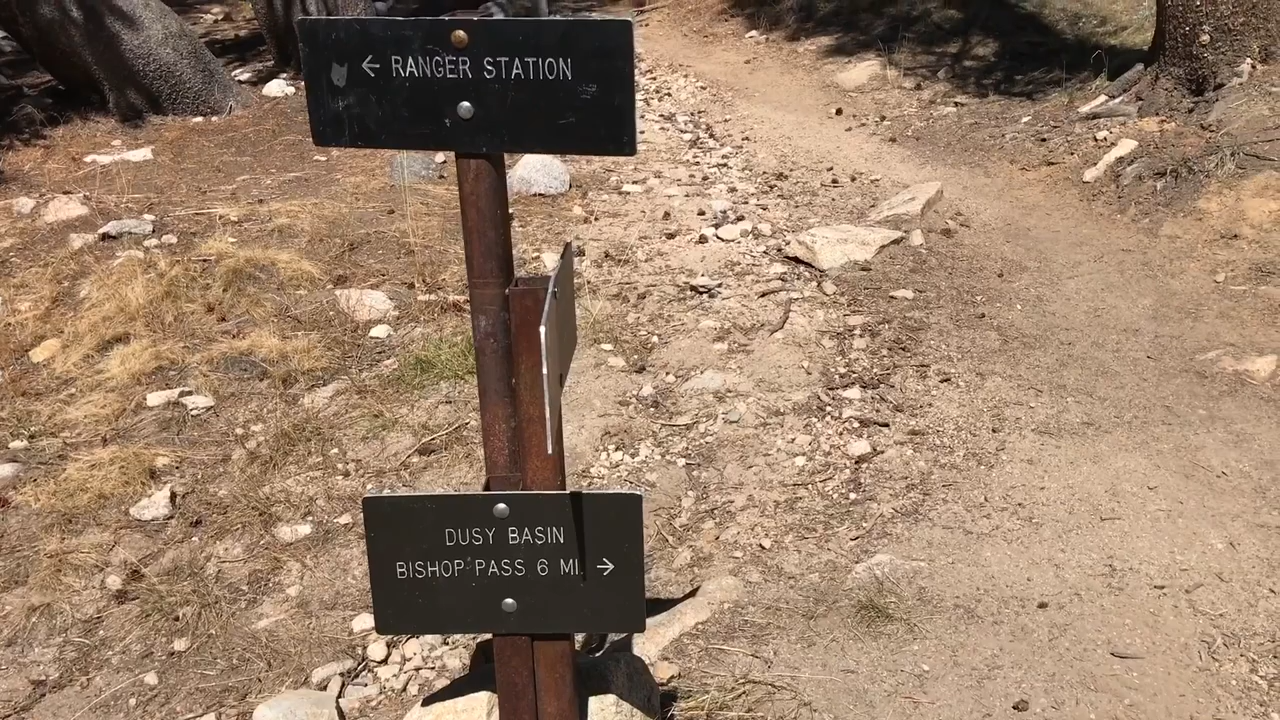 ← RANGER STATION
DUSY BASIN
BISHOP PASS 6 MI. →